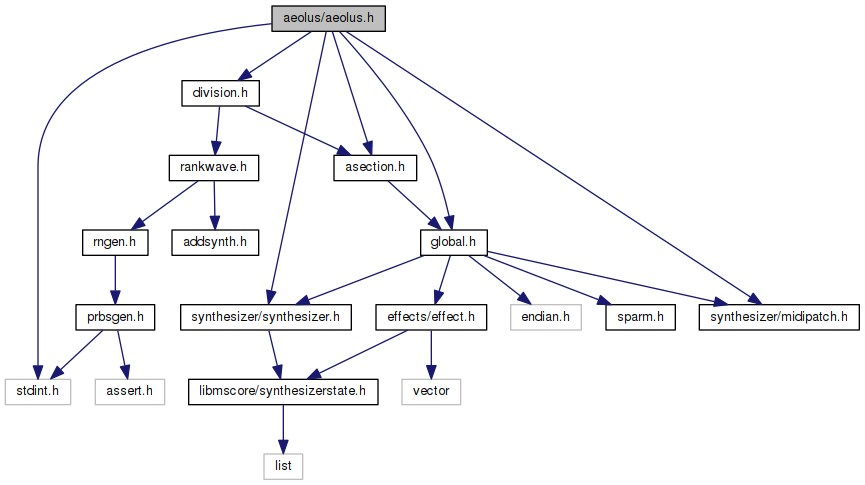 aeolus/aeolus.h
division.h
rankwave.h
asection.h
rngen.h
addsynth.h
global.h
prbsgen.h
synthesizer/synthesizer.h
effects/effect.h
endian.h
sparm.h
synthesizer/midipatch.h
stdint.h
assert.h
libmscore/synthesizerstate.h
vector
list